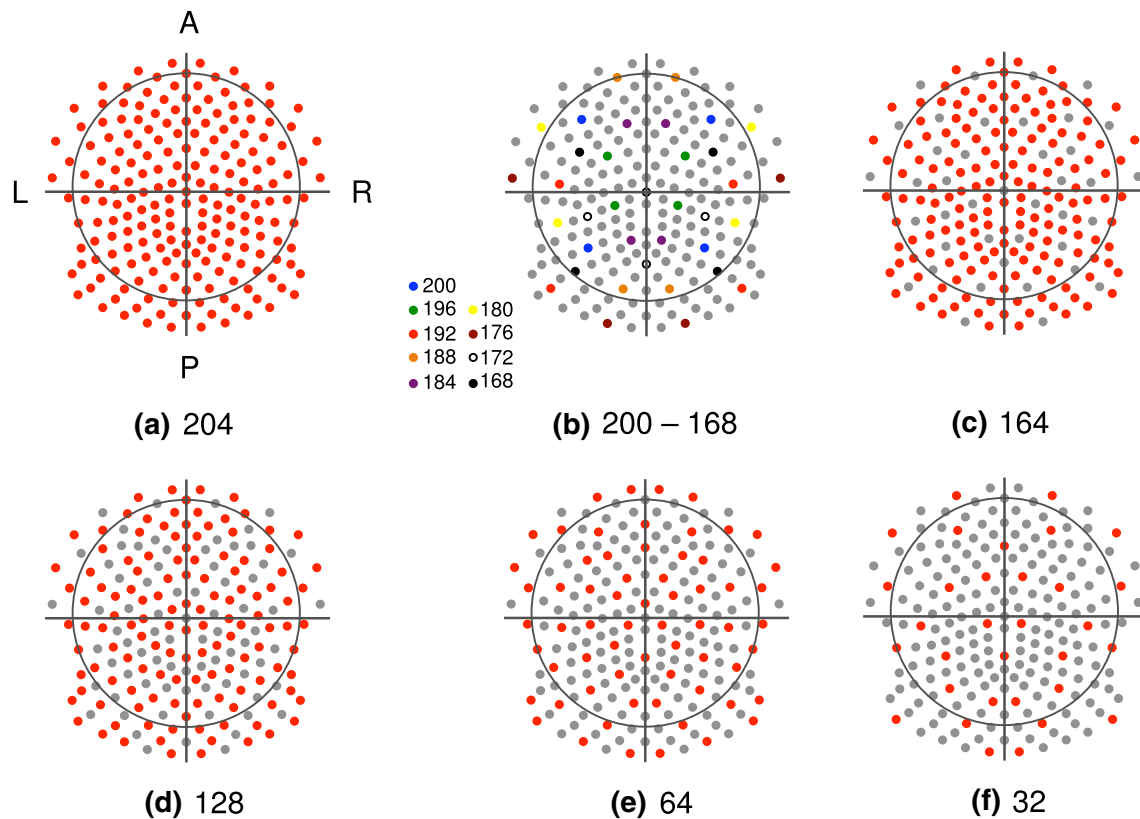 A
L
R
P
200
196
180
192
176
188
172
184
168
(a) 204
(b) 200 – 168
(c) 164
(d) 128
(e) 64
(f) 32